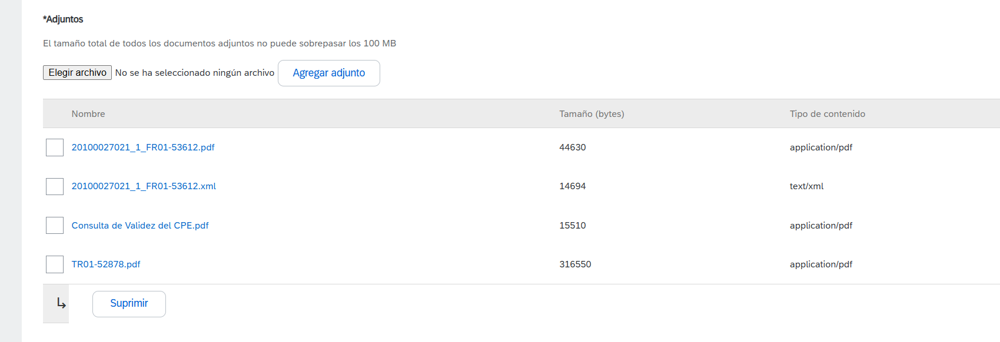 *Adjuntos
El tamaño total de todos los documentos adjuntos no puede sobrepasar los 100 MB
Elegir archivo No se ha seleccionado ningún archivo Agregar adjunto
Nombre Tamaño (bytes) Tipo de contenido
20100027021_1_FR01-53612.pdf 44630 application/pdf
20100027021_1_FR01-53612.xml 14694 text/xml
Consulta de Validez del CPE.pdf 15510 application/pdf
TR01-52878.pdf 316550 application/pdf
Suprimir